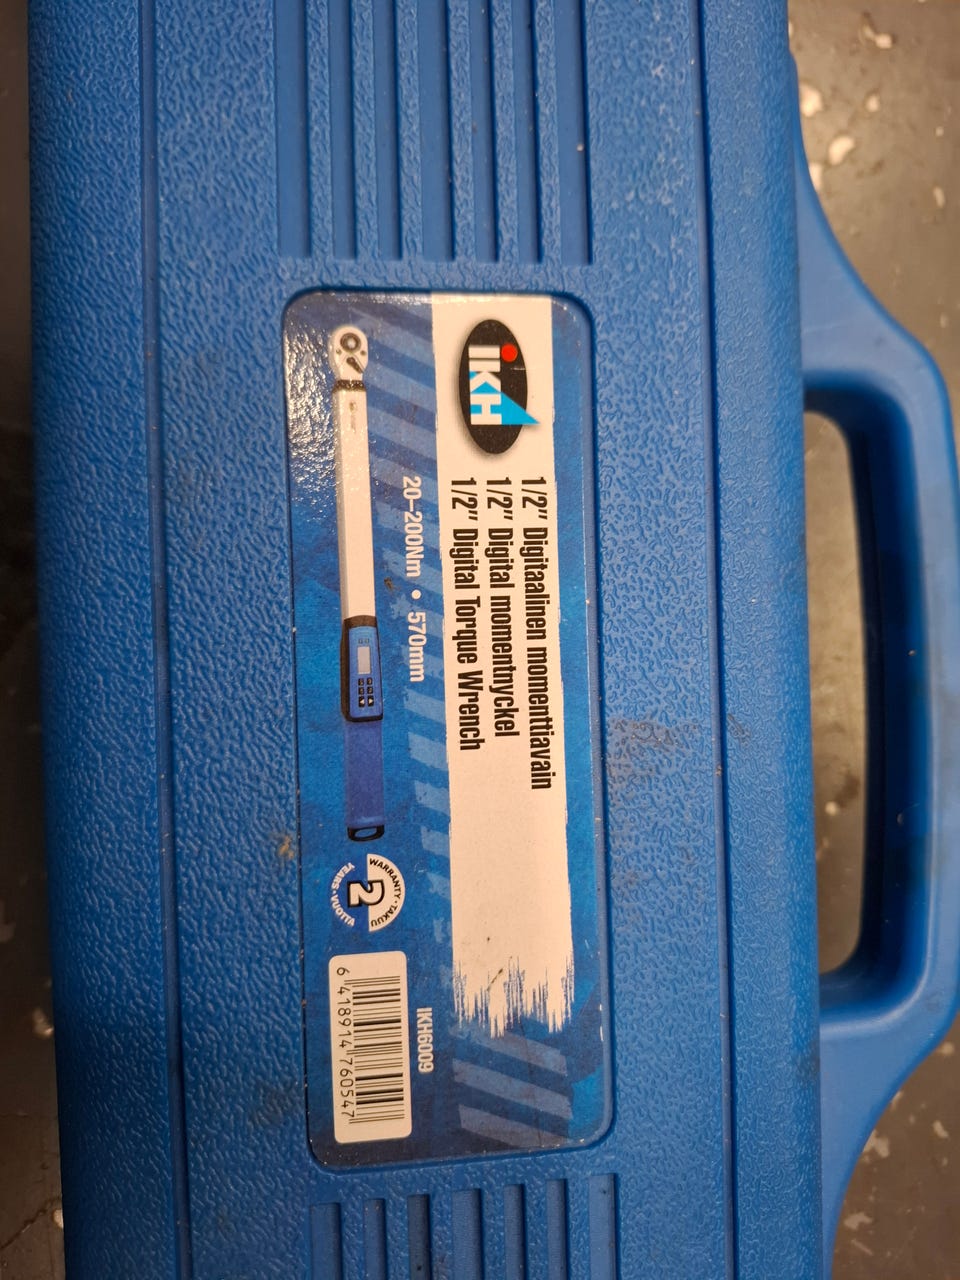 IKH
1/2" Digitaalinen momenttiavain
1/2" Digital momentnyckel
1/2" Digital Torque Wrench
20-200Nm • 570mm
WARRANTY · TAKUU
2
YEARS · VUOTTA
IKH6009
6 418914 760547